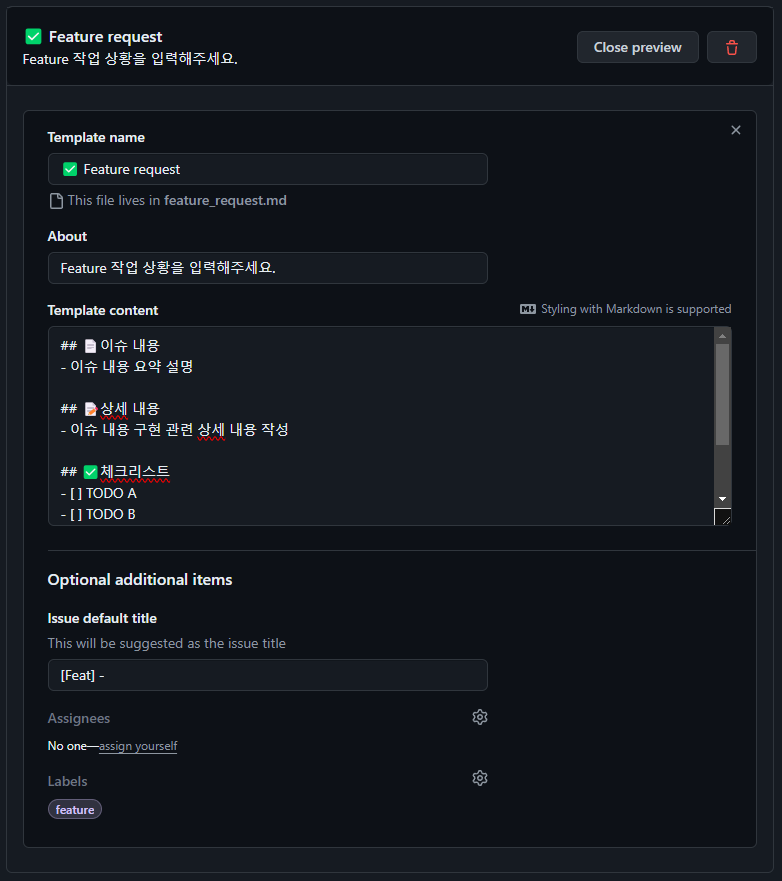 ✅ Feature request
Feature 작업 상황을 입력해주세요.
Close preview
Template name
✅ Feature request
This file lives in feature_request.md
About
Feature 작업 상황을 입력해주세요.
Template content
Styling with Markdown is supported
## 📄 이슈 내용
- 이슈 내용 요약 설명
## 📝상세 내용
- 이슈 내용 구현 관련 상세 내용 작성
## ✅체크리스트
- [ ] TODO A
- [ ] TODO B
Optional additional items
Issue default title
This will be suggested as the issue title
[Feat] -
Assignees
No one—assign yourself
Labels
feature